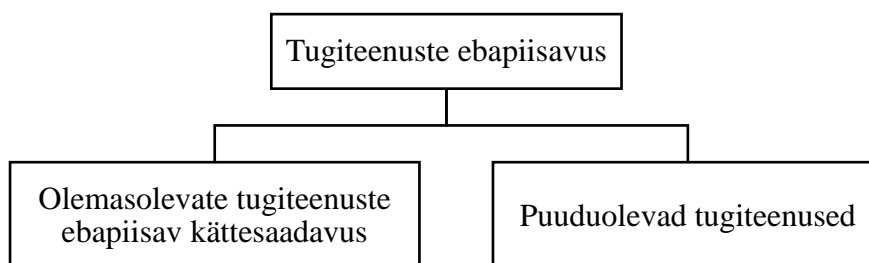 Tugiteenuste ebapiisavus
Olemasolevate tugiteenuste
ebapiisav kättesaadavus
Puuduolevad tugiteenused